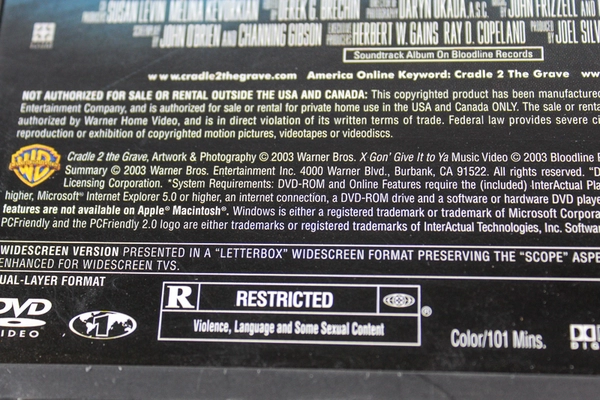 SUSAN LEVIN MELINA KEVORKIAN DEREK G. BRECHIN DARYN OKADA, A.S.C. JOHN FRIZZELL AND
JOHN O'BRIEN AND CHANNING GIBSON EXECUTIVE PRODUCERS HERBERT W. GAINS RAY D. COPELAND PRODUCED BY JOEL SILV
Soundtrack Album On Bloodline Records
www.cradle2thegrave.com America Online Keyword: Cradle 2 The Grave ww
NOT AUTHORIZED FOR SALE OR RENTAL OUTSIDE THE USA AND CANADA: This copyrighted product has been manufactured
Entertainment Company, and is authorized for sale or rental for private home use in the USA and Canada ONLY. The sale or renta
authorized by Warner Home Video, and is in direct violation of its written terms of trade. Federal law provides severe ci
reproduction or exhibition of copyrighted motion pictures, videotapes or videodiscs.
WB Cradle 2 the Grave, Artwork & Photography © 2003 Warner Bros. X Gon' Give It to Ya Music Video © 2003 Bloodline
Summary © 2003 Warner Bros. Entertainment Inc. 4000 Warner Blvd., Burbank, CA 91522. All rights reserved. "D
Licensing Corporation. *System Requirements: DVD-ROM and Online Features require the (included) InterActual Pla
higher, Microsoft® Internet Explorer 5.0 or higher, an internet connection, a DVD-ROM drive and a software or hardware DVD playe
features are not available on Apple® Macintosh®. Windows is either a registered trademark or trademark of Microsoft Corpora
PCFriendly and the PCFriendly 2.0 logo are either trademarks or registered trademarks of InterActual Technologies, Inc. Softwar
WIDESCREEN VERSION PRESENTED IN A "LETTERBOX" WIDESCREEN FORMAT PRESERVING THE "SCOPE" ASPE
ENHANCED FOR WIDESCREEN TVS.
UAL-LAYER FORMAT
DVD VIDEO
1
R RESTRICTED ®
Violence, Language and Some Sexual Content
Color/101 Mins.